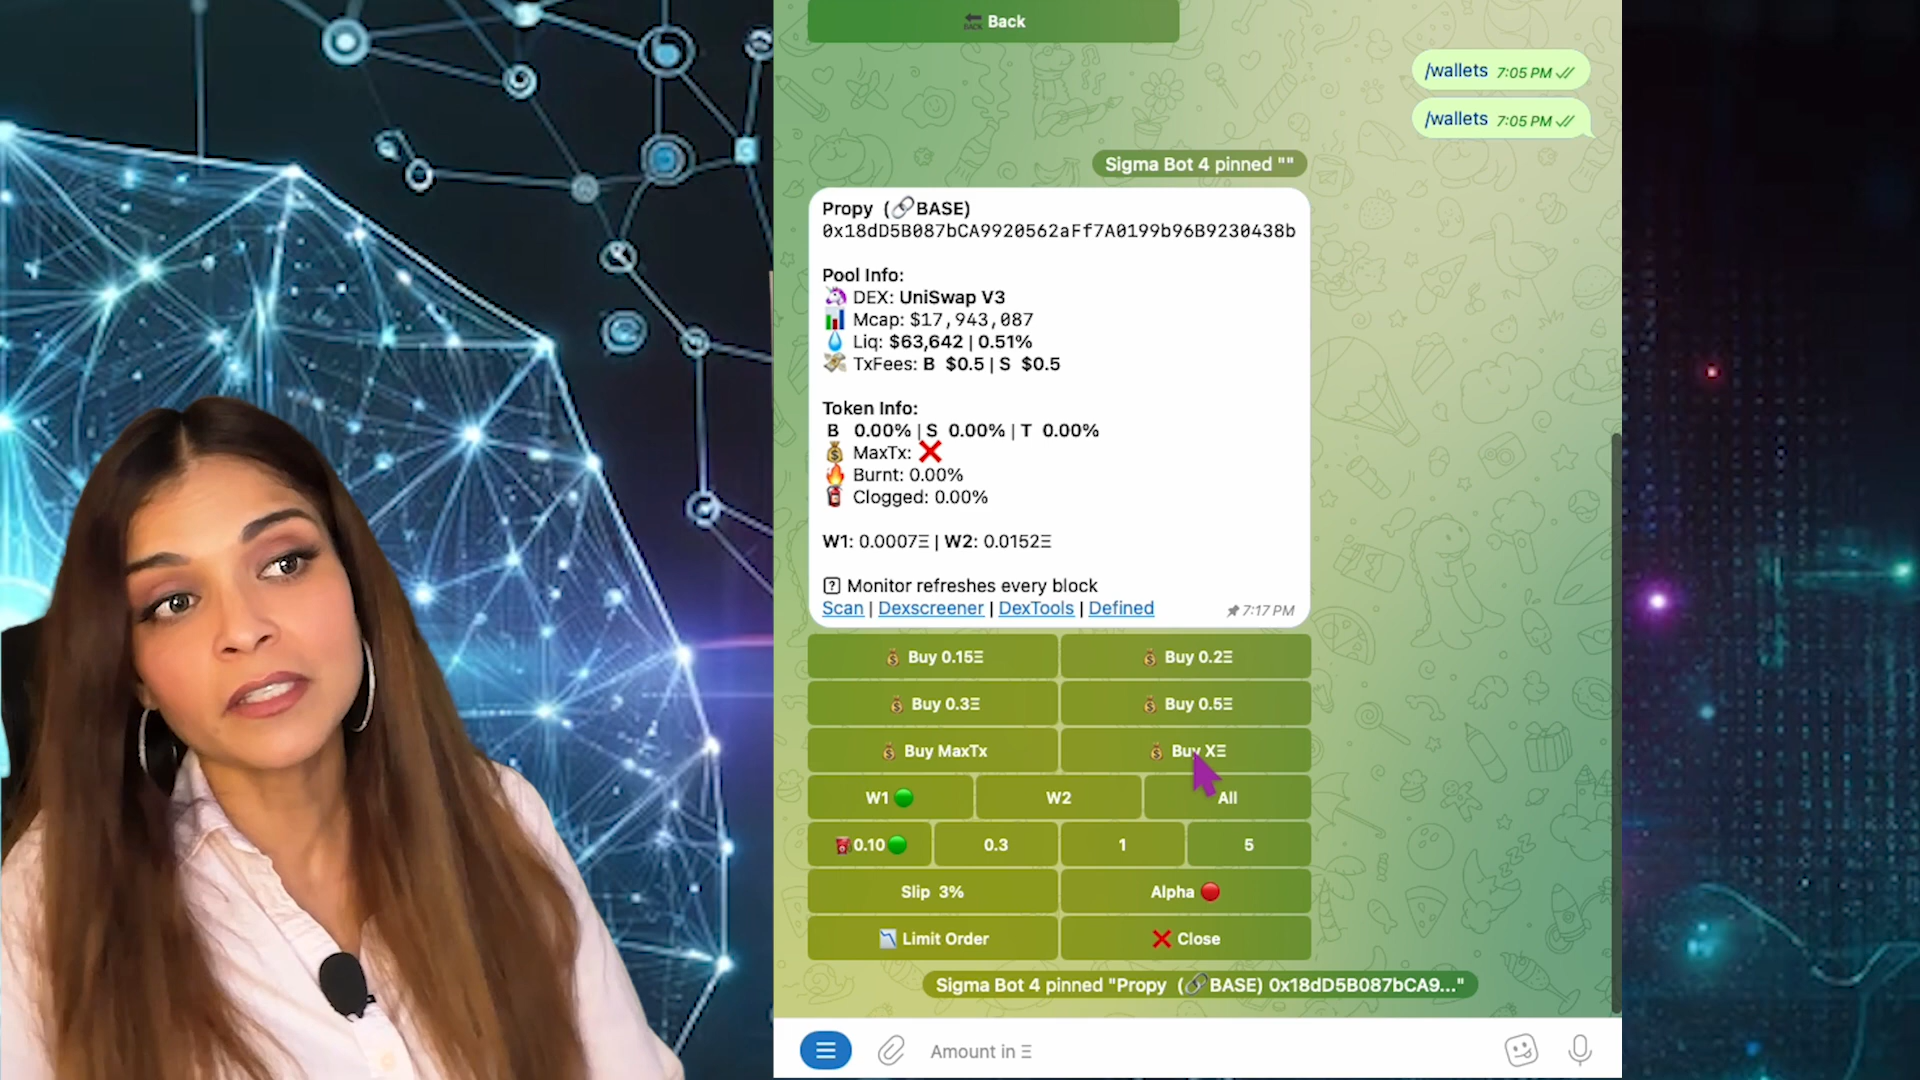 Back
/wallets 7:05 PM
/wallets 7:05 PM
Sigma Bot 4 pinned ""
Propy (🔗BASE)
0x18dD5B087bCA9920562aFf7A0199b96B9230438b
Pool Info:
DEX: UniSwap V3
Mcap: $17,943,087
Liq: $63,642 | 0.51%
TxFees: B $0.5 | S $0.5
Token Info:
B 0.00% | S 0.00% | T 0.00%
MaxTx: ❌
Burnt: 0.00%
Clogged: 0.00%
W1: 0.0007Ξ | W2: 0.0152Ξ
Monitor refreshes every block
Scan | Dexscreener | DexTools | Defined 7:17 PM
Buy 0.15Ξ Buy 0.2Ξ
Buy 0.3Ξ Buy 0.5Ξ
Buy MaxTx Buy XΞ
W1 W2 All
0.10 0.3 1 5
Slip 3% Alpha
Limit Order Close
Sigma Bot 4 pinned "Propy (🔗BASE) 0x18dD5B087bCA9..."
Amount in Ξ